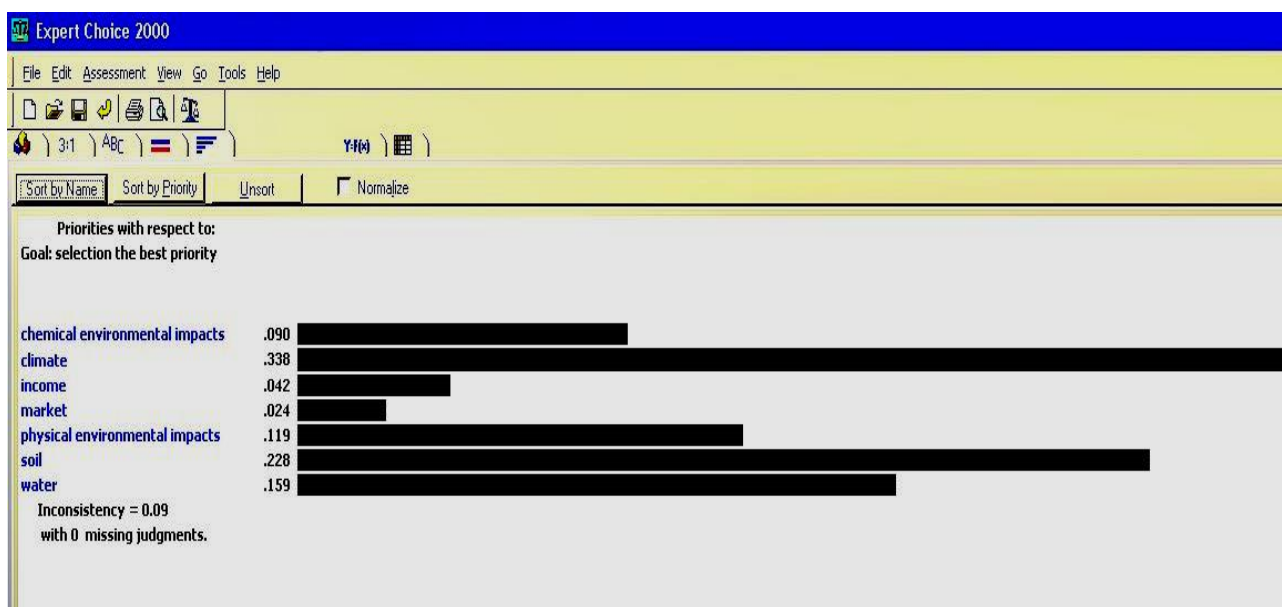 Expert Choice 2000
File Edit Assessment View Go Tools Help
3:1 ABC Y=F(x)
Sort by Name Sort by Priority Unsort Normalize
Priorities with respect to:
Goal: selection the best priority
chemical environmental impacts .090
climate .338
income .042
market .024
physical environmental impacts .119
soil .228
water .159
Inconsistency = 0.09
with 0 missing judgments.